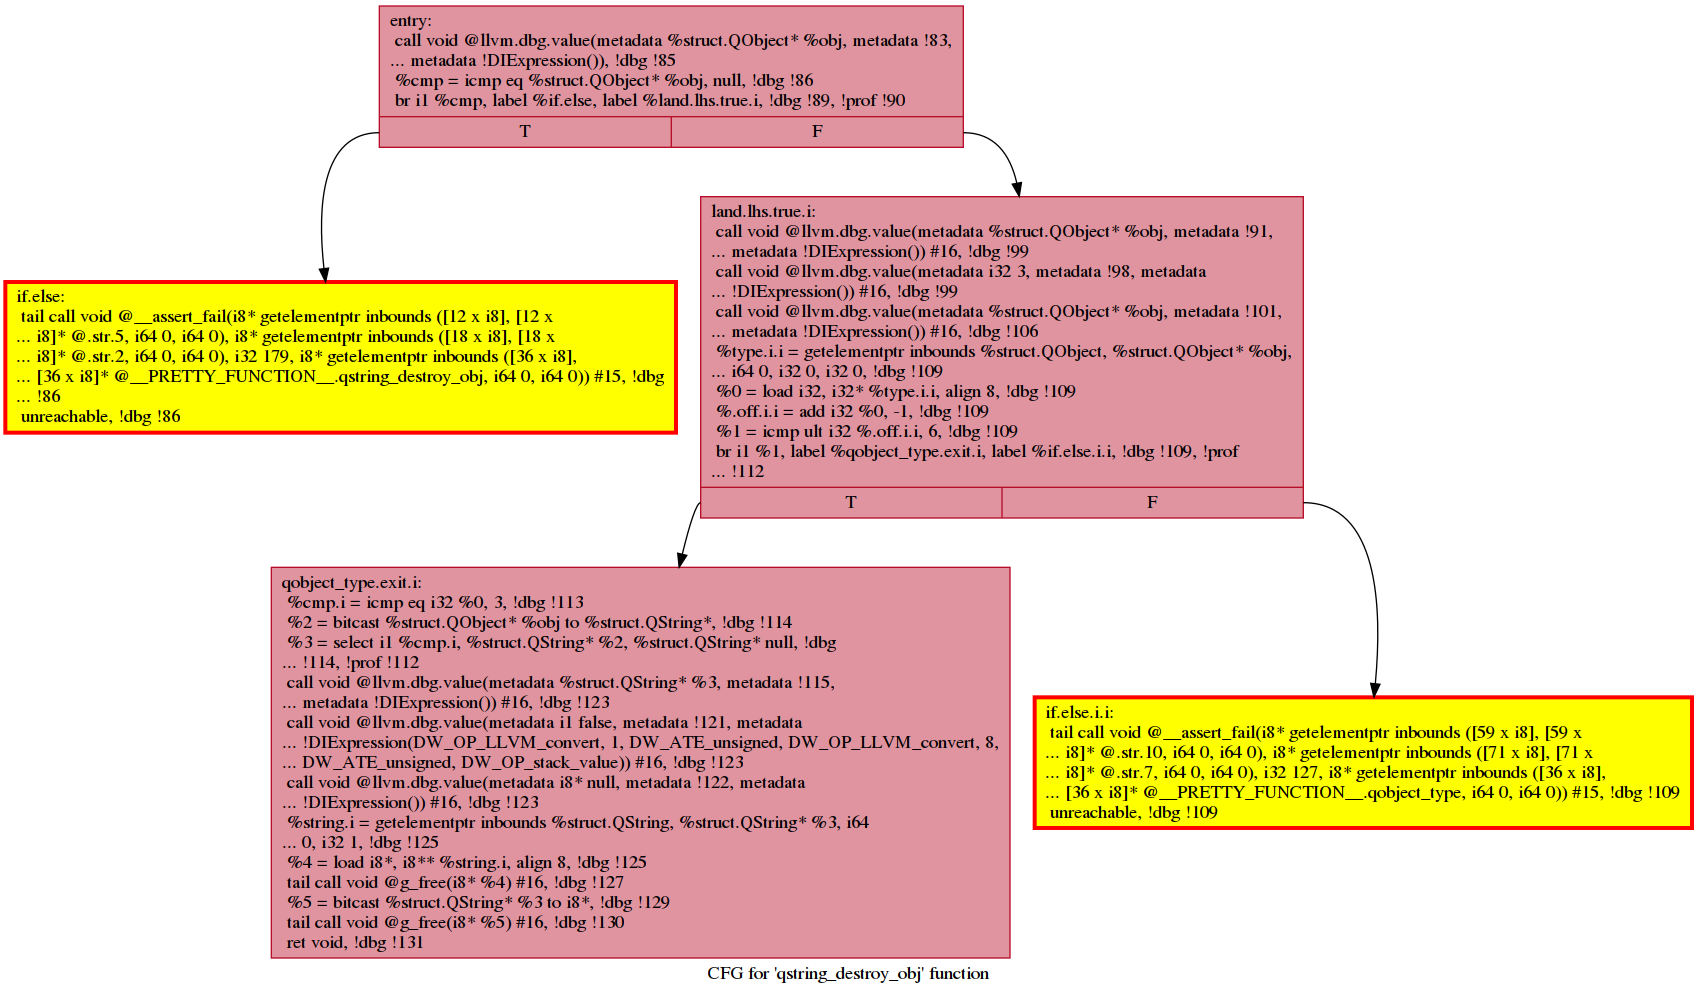 entry:
call void @llvm.dbg.value(metadata %struct.QObject* %obj, metadata !83,
... metadata !DIExpression()), !dbg !85
%cmp = icmp eq %struct.QObject* %obj, null, !dbg !86
br i1 %cmp, label %if.else, label %land.lhs.true.i, !dbg !89, !prof !90
T F
land.lhs.true.i:
call void @llvm.dbg.value(metadata %struct.QObject* %obj, metadata !91,
... metadata !DIExpression()) #16, !dbg !99
call void @llvm.dbg.value(metadata i32 3, metadata !98, metadata
... !DIExpression()) #16, !dbg !99
call void @llvm.dbg.value(metadata %struct.QObject* %obj, metadata !101,
... metadata !DIExpression()) #16, !dbg !106
%type.i.i = getelementptr inbounds %struct.QObject, %struct.QObject* %obj,
... i64 0, i32 0, i32 0, !dbg !109
%0 = load i32, i32* %type.i.i, align 8, !dbg !109
%.off.i.i = add i32 %0, -1, !dbg !109
%1 = icmp ult i32 %.off.i.i, 6, !dbg !109
br i1 %1, label %qobject_type.exit.i, label %if.else.i.i, !dbg !109, !prof
... !112
T F
if.else:
tail call void @__assert_fail(i8* getelementptr inbounds ([12 x i8], [12 x
... i8]* @.str.5, i64 0, i64 0), i8* getelementptr inbounds ([18 x i8], [18 x
... i8]* @.str.2, i64 0, i64 0), i32 179, i8* getelementptr inbounds ([36 x i8],
... [36 x i8]* @__PRETTY_FUNCTION__.qstring_destroy_obj, i64 0, i64 0)) #15, !dbg
... !86
unreachable, !dbg !86
qobject_type.exit.i:
%cmp.i = icmp eq i32 %0, 3, !dbg !113
%2 = bitcast %struct.QObject* %obj to %struct.QString*, !dbg !114
%3 = select i1 %cmp.i, %struct.QString* %2, %struct.QString* null, !dbg
... !114, !prof !112
call void @llvm.dbg.value(metadata %struct.QString* %3, metadata !115,
... metadata !DIExpression()) #16, !dbg !123
call void @llvm.dbg.value(metadata i1 false, metadata !121, metadata
... !DIExpression(DW_OP_LLVM_convert, 1, DW_ATE_unsigned, DW_OP_LLVM_convert, 8,
... DW_ATE_unsigned, DW_OP_stack_value)) #16, !dbg !123
call void @llvm.dbg.value(metadata i8* null, metadata !122, metadata
... !DIExpression()) #16, !dbg !123
%string.i = getelementptr inbounds %struct.QString, %struct.QString* %3, i64
... 0, i32 1, !dbg !125
%4 = load i8*, i8** %string.i, align 8, !dbg !125
tail call void @g_free(i8* %4) #16, !dbg !127
%5 = bitcast %struct.QString* %3 to i8*, !dbg !129
tail call void @g_free(i8* %5) #16, !dbg !130
ret void, !dbg !131
if.else.i.i:
tail call void @__assert_fail(i8* getelementptr inbounds ([59 x i8], [59 x
... i8]* @.str.10, i64 0, i64 0), i8* getelementptr inbounds ([71 x i8], [71 x
... i8]* @.str.7, i64 0, i64 0), i32 127, i8* getelementptr inbounds ([36 x i8],
... [36 x i8]* @__PRETTY_FUNCTION__.qobject_type, i64 0, i64 0)) #15, !dbg !109
unreachable, !dbg !109
CFG for 'qstring_destroy_obj' function